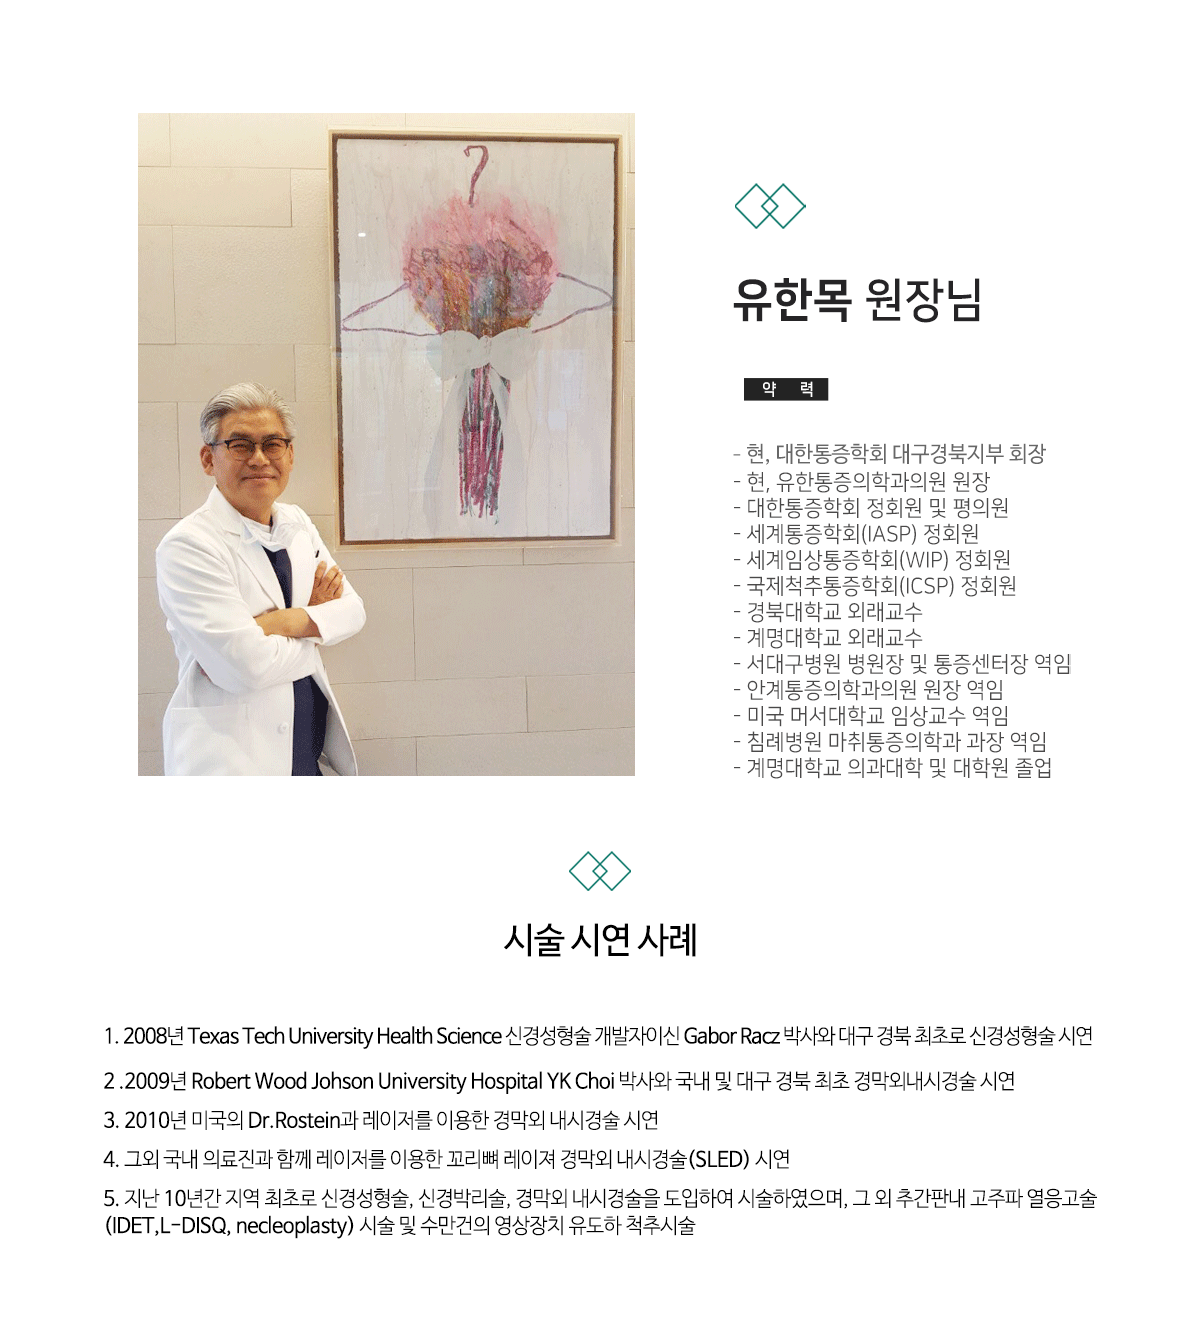 유한목 원장님
약 력
- 현, 대한통증학회 대구경북지부 회장
- 현, 유한통증의학과의원 원장
- 대한통증학회 정회원 및 평의원
- 세계통증학회(IASP) 정회원
- 세계임상통증학회(WIP) 정회원
- 국제척추통증학회(ICSP) 정회원
- 경북대학교 외래교수
- 계명대학교 외래교수
- 서대구병원 병원장 및 통증센터장 역임
- 안계통증의학과의원 원장 역임
- 미국 머서대학교 임상교수 역임
- 침례병원 마취통증의학과 과장 역임
- 계명대학교 의과대학 및 대학원 졸업
시술 시연 사례
1. 2008년 Texas Tech University Health Science 신경성형술 개발자이신 Gabor Racz 박사와 대구 경북 최초로 신경성형술 시연
2 .2009년 Robert Wood Johson University Hospital YK Choi 박사와 국내 및 대구 경북 최초 경막외내시경술 시연
3. 2010년 미국의 Dr.Rostein과 레이저를 이용한 경막외 내시경술 시연
4. 그외 국내 의료진과 함께 레이저를 이용한 꼬리뼈 레이져 경막외 내시경술(SLED) 시연
5. 지난 10년간 지역 최초로 신경성형술, 신경박리술, 경막외 내시경술을 도입하여 시술하였으며, 그 외 추간판내 고주파 열응고술
(IDET,L-DISQ, necleoplasty) 시술 및 수만건의 영상장치 유도하 척추시술